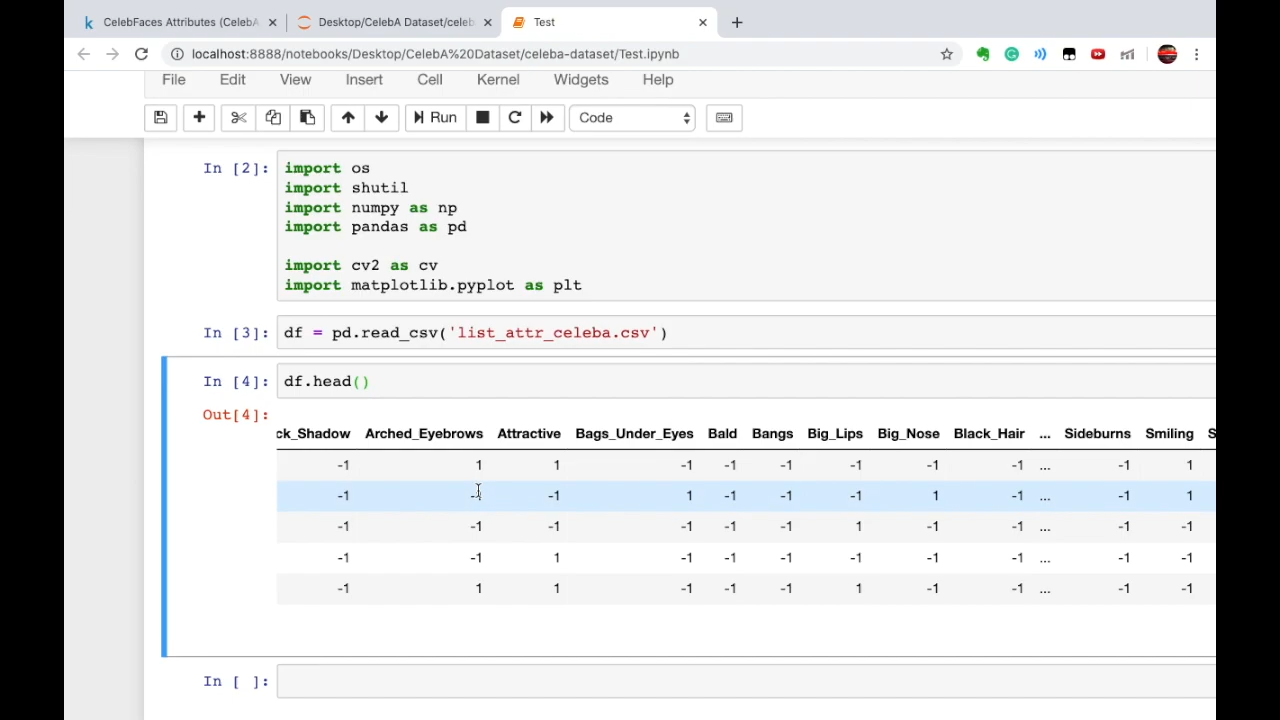 CelebFaces Attributes (CelebA
Desktop/CelebA Dataset/celeb
Test
localhost:8888/notebooks/Desktop/CelebA%20Dataset/celeba-dataset/Test.ipynb
File Edit View Insert Cell Kernel Widgets Help
Run Code
In [2]: import os
import shutil
import numpy as np
import pandas as pd
import cv2 as cv
import matplotlib.pyplot as plt
In [3]: df = pd.read_csv('list_attr_celeba.csv')
In [4]: df.head()
Out[4]:
ck_Shadow Arched_Eyebrows Attractive Bags_Under_Eyes Bald Bangs Big_Lips Big_Nose Black_Hair ... Sideburns Smiling S
-1 1 1 -1 -1 -1 -1 -1 -1 ... -1 1
-1 -1 -1 1 -1 -1 -1 1 -1 ... -1 1
-1 -1 -1 -1 -1 -1 1 -1 -1 ... -1 -1
-1 -1 1 -1 -1 -1 -1 -1 -1 ... -1 -1
-1 1 1 -1 -1 -1 1 -1 -1 ... -1 -1
In [ ]: